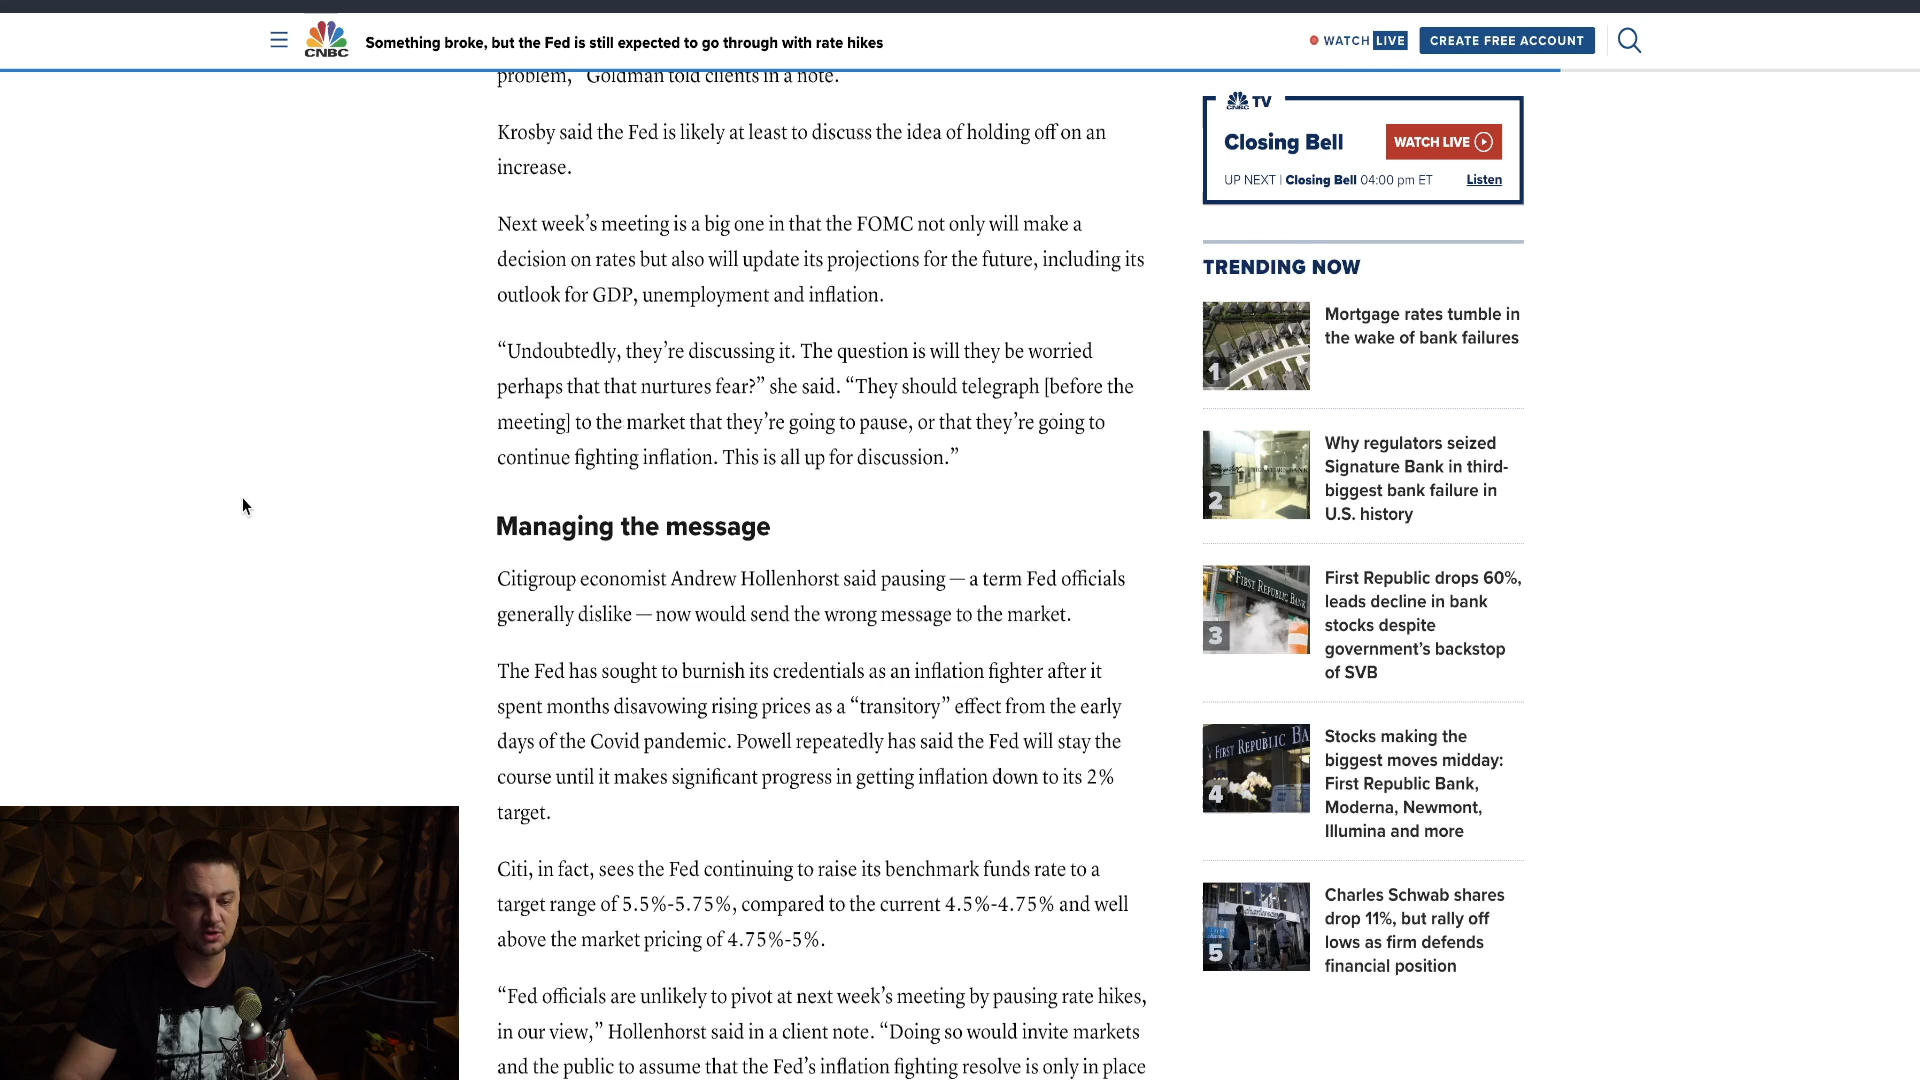 CNBC
Something broke, but the Fed is still expected to go through with rate hikes
WATCH LIVE
CREATE FREE ACCOUNT
problem,” Goldman told clients in a note.
Krosby said the Fed is likely at least to discuss the idea of holding off on an
increase.
Next week’s meeting is a big one in that the FOMC not only will make a
decision on rates but also will update its projections for the future, including its
outlook for GDP, unemployment and inflation.
“Undoubtedly, they’re discussing it. The question is will they be worried
perhaps that that nurtures fear?” she said. “They should telegraph [before the
meeting] to the market that they’re going to pause, or that they’re going to
continue fighting inflation. This is all up for discussion.”
Managing the message
Citigroup economist Andrew Hollenhorst said pausing — a term Fed officials
generally dislike — now would send the wrong message to the market.
The Fed has sought to burnish its credentials as an inflation fighter after it
spent months disavowing rising prices as a “transitory” effect from the early
days of the Covid pandemic. Powell repeatedly has said the Fed will stay the
course until it makes significant progress in getting inflation down to its 2%
target.
Citi, in fact, sees the Fed continuing to raise its benchmark funds rate to a
target range of 5.5%-5.75%, compared to the current 4.5%-4.75% and well
above the market pricing of 4.75%-5%.
“Fed officials are unlikely to pivot at next week’s meeting by pausing rate hikes,
in our view,” Hollenhorst said in a client note. “Doing so would invite markets
and the public to assume that the Fed’s inflation fighting resolve is only in place
CNBC TV
Closing Bell
WATCH LIVE
UP NEXT | Closing Bell 04:00 pm ET
Listen
TRENDING NOW
1
Mortgage rates tumble in
the wake of bank failures
2
Why regulators seized
Signature Bank in third-
biggest bank failure in
U.S. history
FIRST REPUBLIC BANK
3
First Republic drops 60%,
leads decline in bank
stocks despite
government’s backstop
of SVB
FIRST REPUBLIC BA
4
Stocks making the
biggest moves midday:
First Republic Bank,
Moderna, Newmont,
Illumina and more
5
Charles Schwab shares
drop 11%, but rally off
lows as firm defends
financial position